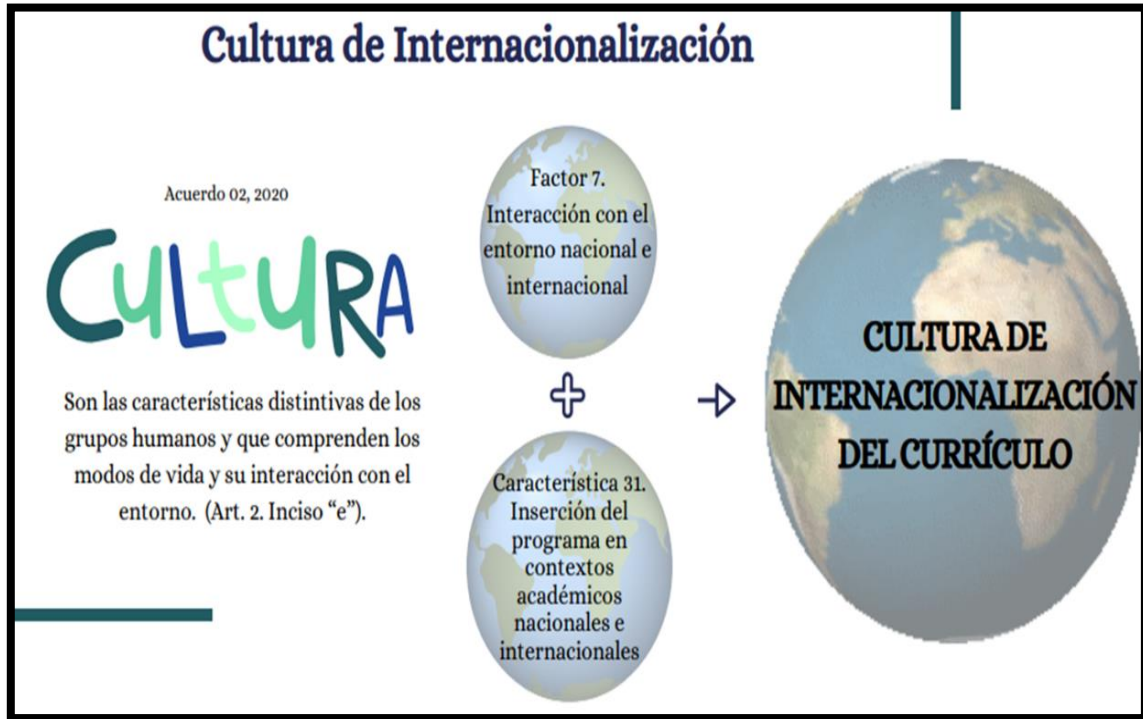 Cultura de Internacionalización
Acuerdo 02, 2020
CULtURA
Son las características distintivas de los
grupos humanos y que comprenden los
modos de vida y su interacción con el
entorno. (Art. 2. Inciso “e”).
Factor 7.
Interacción con el
entorno nacional e
internacional
Característica 31.
Inserción del
programa en
contextos
académicos
nacionales e
internacionales
CULTURA DE
INTERNACIONALIZACIÓN
DEL CURRÍCULO